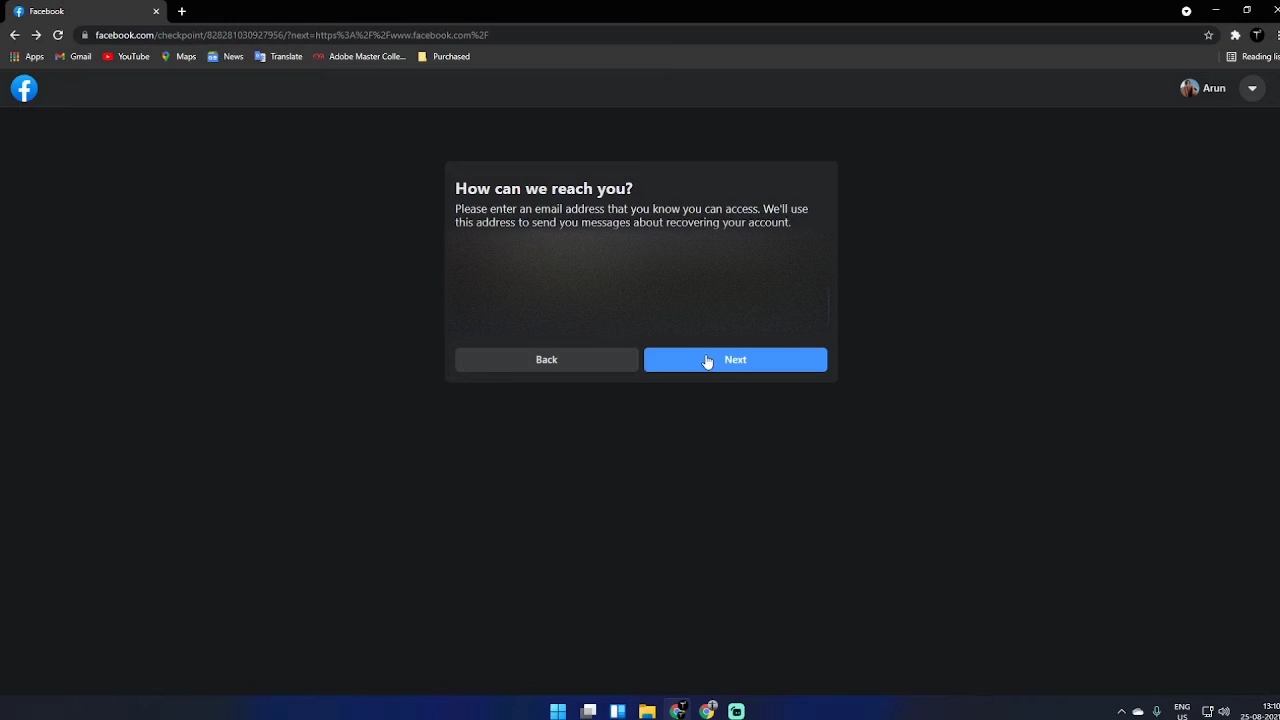 Facebook
facebook.com/checkpoint/828281030927956/?next=https%3A%2F%2Fwww.facebook.com%2F
Apps Gmail YouTube Maps News Translate Adobe Master Colle... Purchased Reading list
Arun
How can we reach you?
Please enter an email address that you know you can access. We'll use
this address to send you messages about recovering your account.
Back Next
ENG 13:10
US 25-08-20